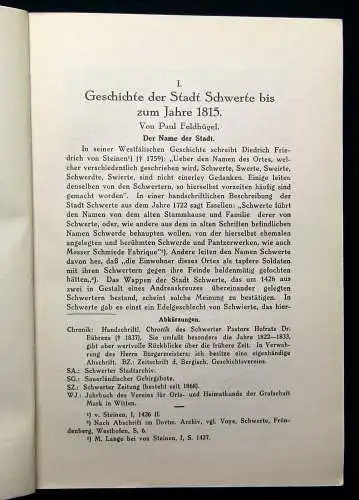 I.
Geschichte der Stadt Schwerte bis
zum Jahre 1815.
Von Paul Feldhügel.
Der Name der Stadt.
In seiner Westfälischen Geschichte schreibt Diedrich Frie-
drich von Steinen¹) († 1759): „Ueber den Namen des Ortes, wel-
cher verschiedentlich geschrieben wird, Schwerte, Swerte, Sweirte,
Schwerdte, Swierte, sind nicht einerley Gedanken. Einige leiten
denselben von den Schwertern, so hierselbst vorzeiten häufig sind
gemacht worden“. In einer handschriftlichen Beschreibung der
Stadt Schwerte aus dem Jahre 1722 sagt Essellen: „Schwerte führt
den Namen von dem alten Stammhause und Familie derer von
Schwerte, oder, wie andere aus dem in alten Schriften befindlichen
Namen Schwerde behaupten wollen, von der hierselbst ehemalen
angelegten und berühmsten Schwerde und Panzerwerken, wie auch
Messer Schmiede Fabrique“²). Andere leiten den Namen Schwerte
davon her, daß „die Einwohner dieses Orts als tapfere Soldaten
mit ihren Schwertern gegen ihre Feinde heldenmütig gefochten
hätten„³). Das Wappen der Stadt Schwerte, das um 1426 aus
zwei in Gestalt eines Andreaskreuzes übereinander gelegten
Schwertern bestand, scheint solche Meinung zu bestätigen. In
Schwerte gab es einst ein Edelgeschlecht von Schwerte, das hier-
Abkürzungen.
Chronik: Handschriftl. Chronik des Schwerter Pastors Hofrats Dr.
Bährens († 1837). Sie umfaßt besonders die Jahre 1822—833,
gibt aber wertvolle Rückblicke über die frühere Zeit. In Verwah-
rung des Herrn Bürgermeisters; ich besitze eine eigenhändige
Abschrift. BZ.: Zeitschrift d. Bergisch. Geschichtsvereins.
SA.: Schwerter Stadtarchiv.
SG.: Sauerländischer Gebirgsbote.
SZ.: Schwerter Zeitung (besteht seit 1868).
WJ.: Jahrbuch des Vereins für Orts- und Heimatkunde der Grafschaft
Mark in Witten.
¹) v. Steinen, I, 1426 II.
²) Nach Abschrift im Dortm. Archiv, vgl. Voye, Schwerte, Frön-
denberg, Westhofen, S. 6.
³) M. Lange bei von Steinen, I, S. 1427.